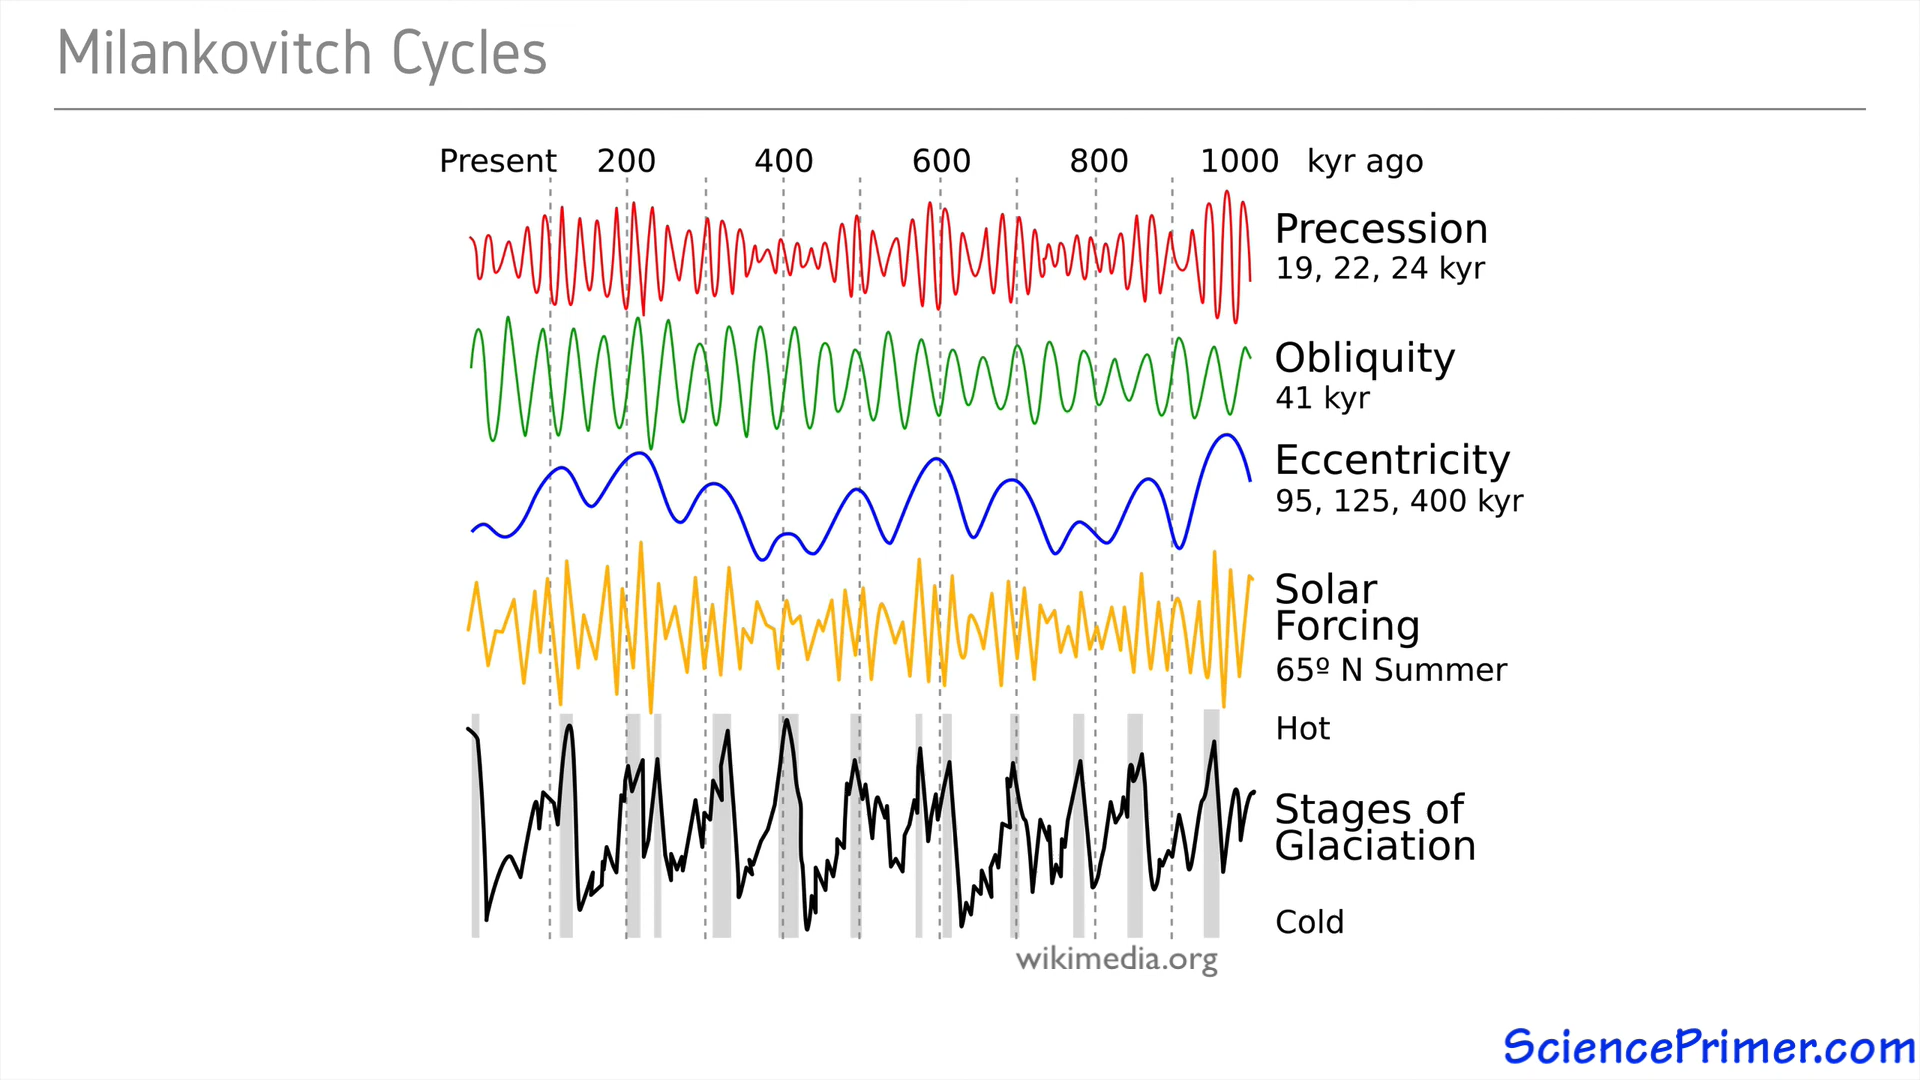 Milankovitch Cycles
Present 200 400 600 800 1000 kyr ago
Precession
19, 22, 24 kyr
Obliquity
41 kyr
Eccentricity
95, 125, 400 kyr
Solar
Forcing
65º N Summer
Hot
Stages of
Glaciation
Cold
wikimedia.org
SciencePrimer.com